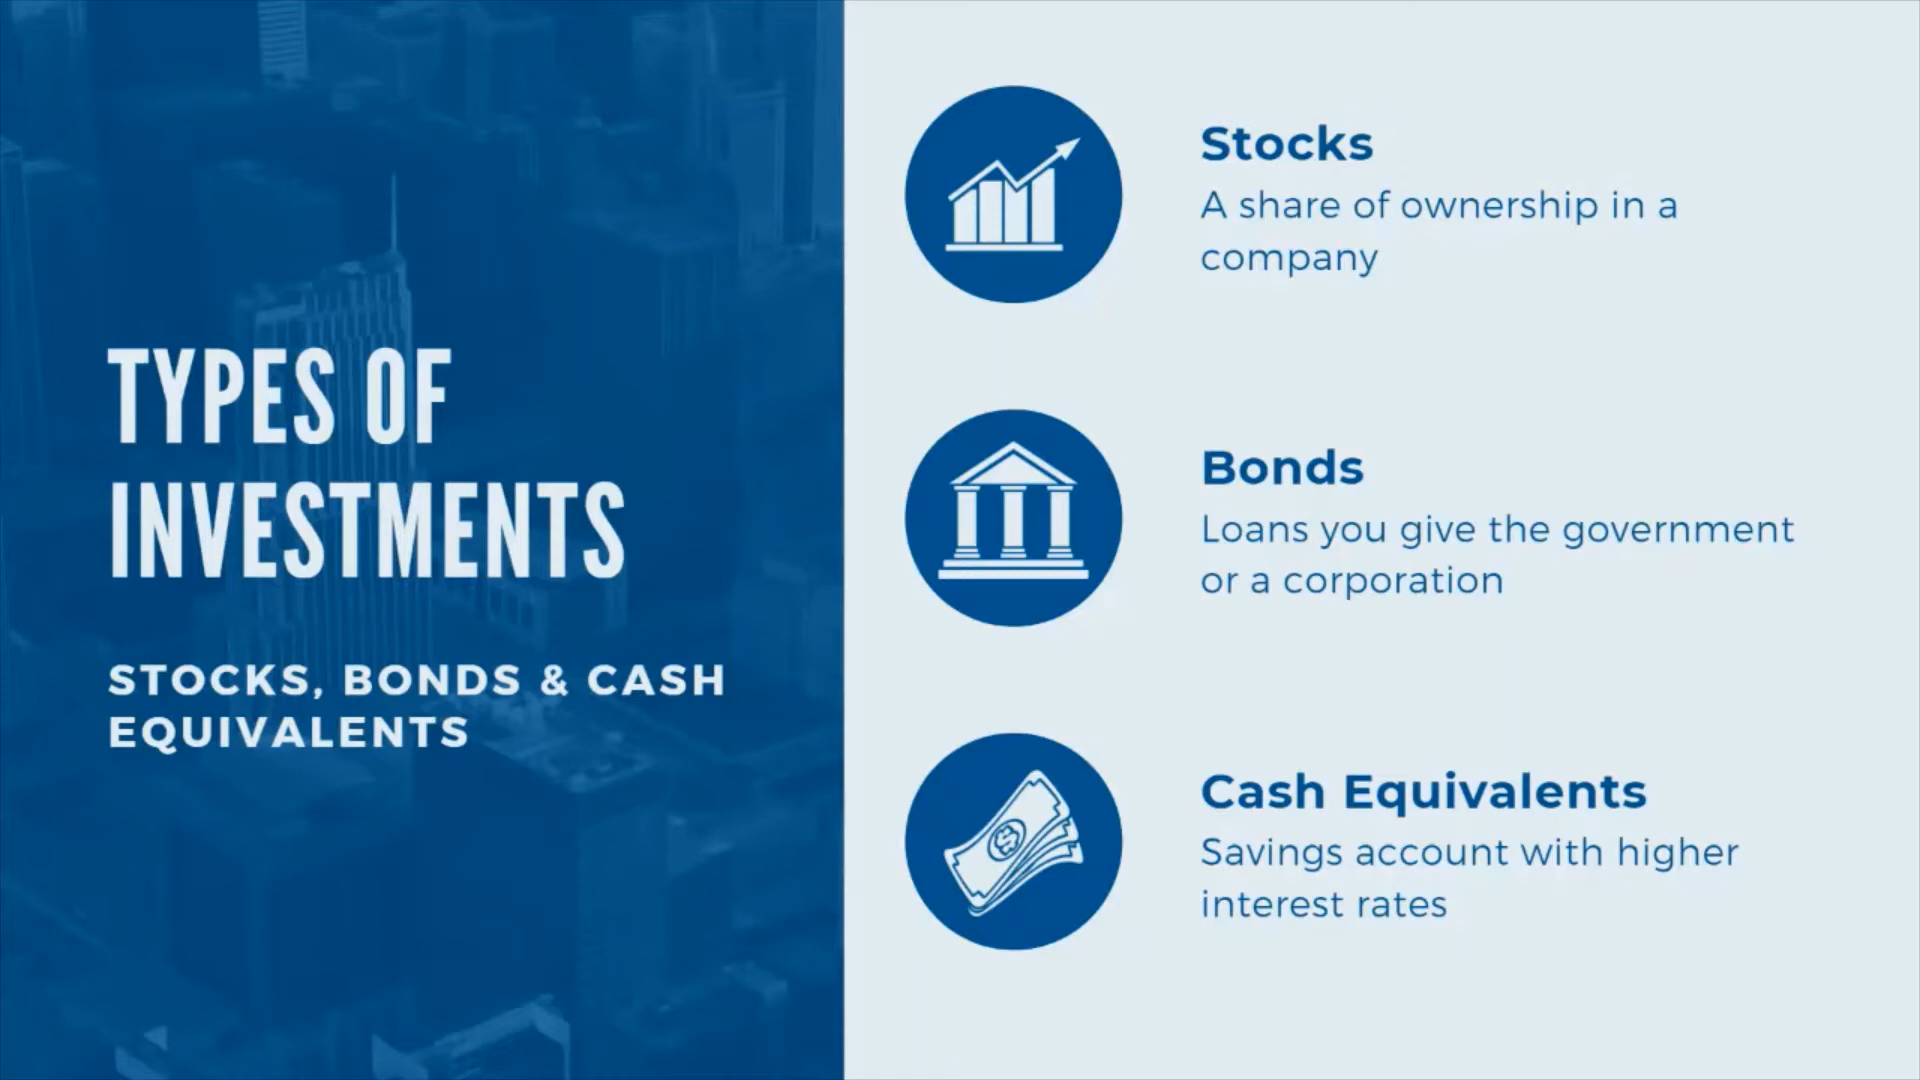 TYPES OF
INVESTMENTS
STOCKS, BONDS & CASH
EQUIVALENTS
Stocks
A share of ownership in a
company
Bonds
Loans you give the government
or a corporation
Cash Equivalents
Savings account with higher
interest rates